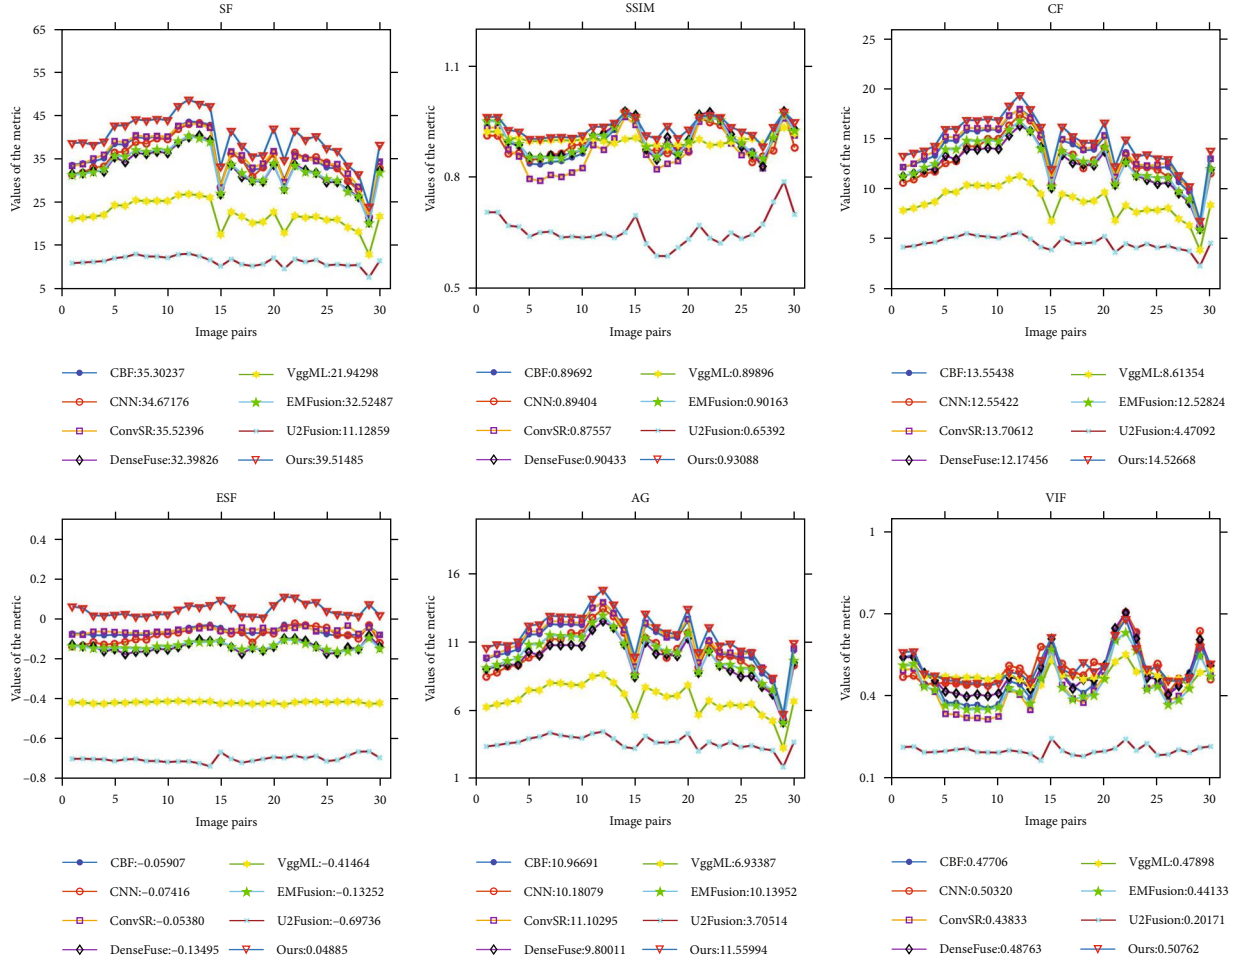 SF
Values of the metric
65
55
45
35
25
15
5
0
5
10
15
20
25
30
Image pairs
CBF:35.30237
VggML:21.94298
CNN:34.67176
EMFusion:32.52487
ConvSR:35.52396
U2Fusion:11.12859
DenseFuse:32.39826
Ours:39.51485
SSIM
Values of the metric
1.1
0.8
0.5
0
5
10
15
20
25
30
Image pairs
CBF:0.89692
VggML:0.89896
CNN:0.89404
EMFusion:0.90163
ConvSR:0.87557
U2Fusion:0.65392
DenseFuse:0.90433
Ours:0.93088
CF
Values of the metric
25
20
15
10
5
5
0
5
10
15
20
25
30
Image pairs
CBF:13.55438
VggML:8.61354
CNN:12.55422
EMFusion:12.52824
ConvSR:13.70612
U2Fusion:4.47092
DenseFuse:12.17456
Ours:14.52668
ESF
Values of the metric
0.4
0.2
0
–0.2
–0.4
–0.6
–0.8
0
5
10
15
20
25
30
Image pairs
CBF:–0.05907
VggML:–0.41464
CNN:–0.07416
EMFusion:–0.13252
ConvSR:–0.05380
U2Fusion:–0.69736
DenseFuse:–0.13495
Ours:0.04885
AG
Values of the metric
16
11
6
1
0
5
10
15
20
25
30
Image pairs
CBF:10.96691
VggML:6.93387
CNN:10.18079
EMFusion:10.13952
ConvSR:11.10295
U2Fusion:3.70514
DenseFuse:9.80011
Ours:11.55994
VIF
Values of the metric
1
0.7
0.4
0.1
0
5
10
15
20
25
30
Image pairs
CBF:0.47706
VggML:0.47898
CNN:0.50320
EMFusion:0.44133
ConvSR:0.43833
U2Fusion:0.20171
DenseFuse:0.48763
Ours:0.50762